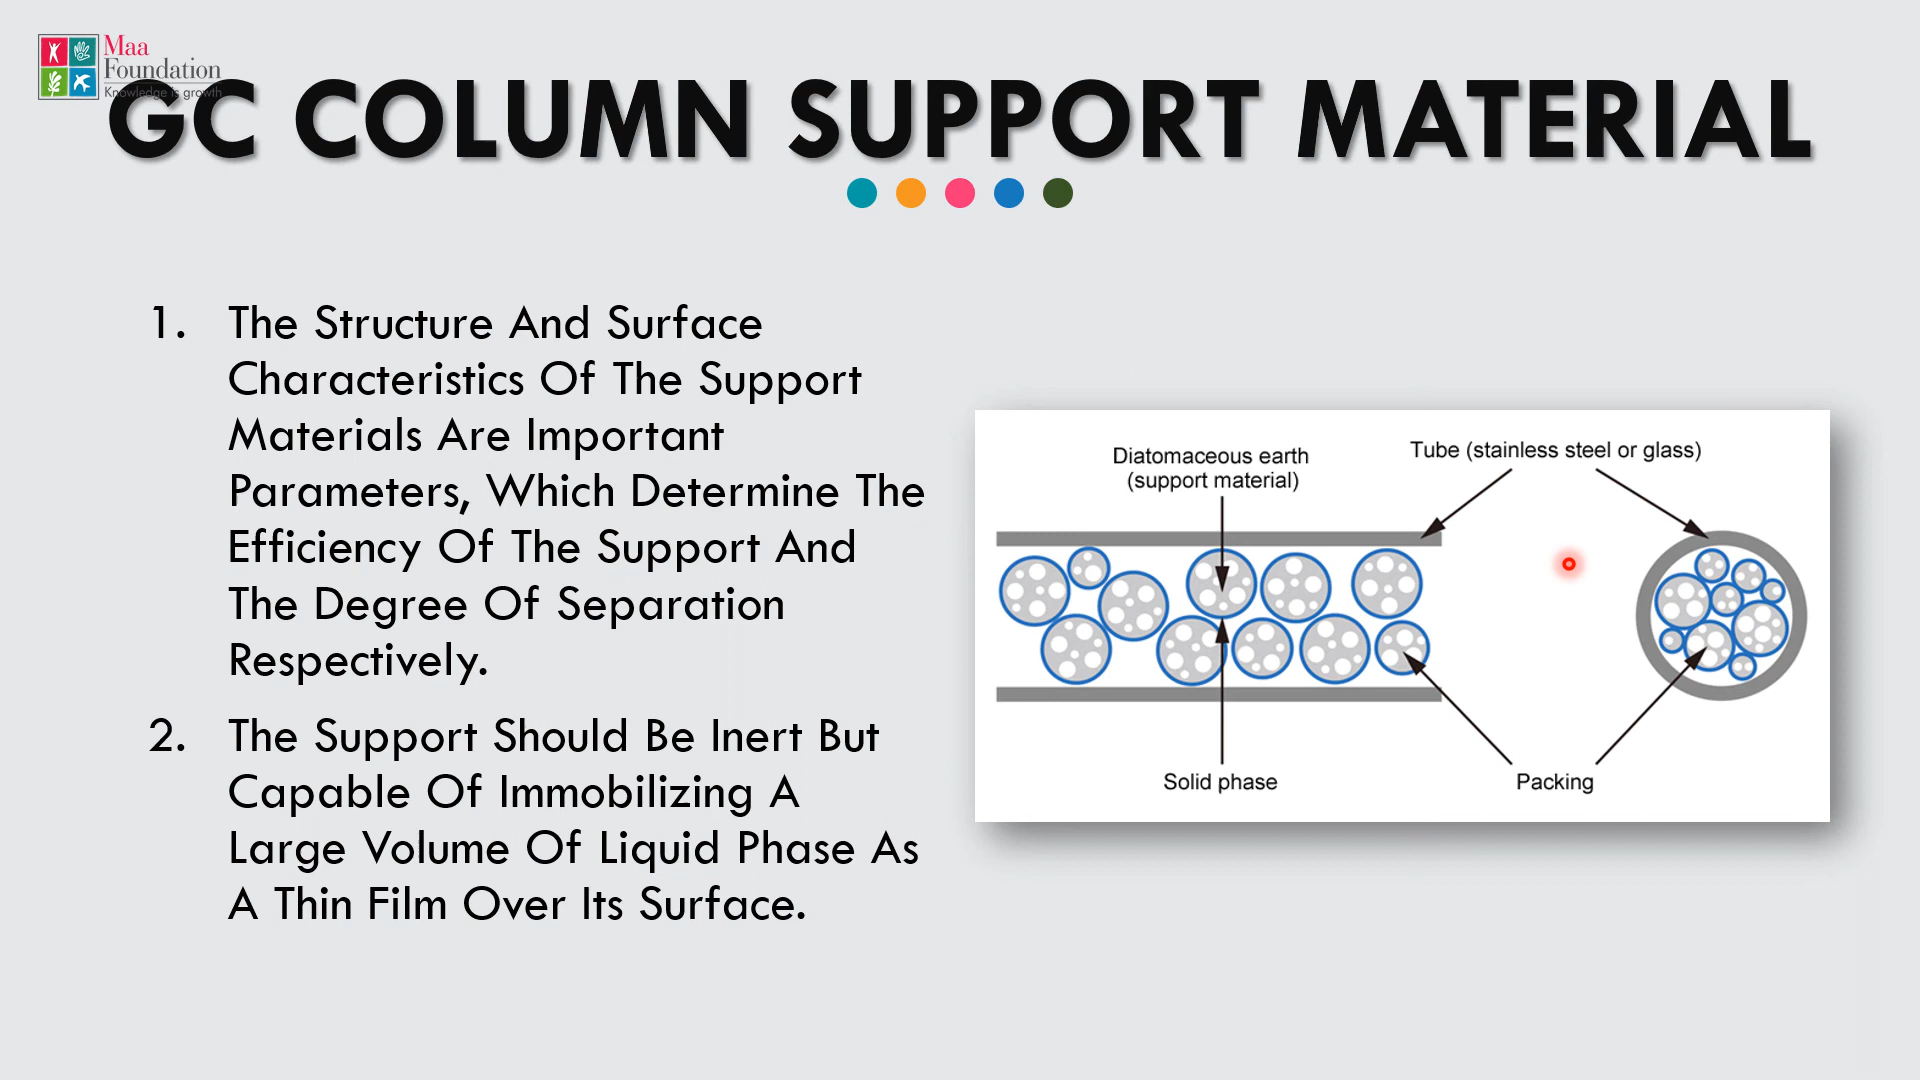 Maa
Foundation
Knowledge is growth
GC COLUMN SUPPORT MATERIAL
1. The Structure And Surface
Characteristics Of The Support
Materials Are Important
Parameters, Which Determine The
Efficiency Of The Support And
The Degree Of Separation
Respectively.
2. The Support Should Be Inert But
Capable Of Immobilizing A
Large Volume Of Liquid Phase As
A Thin Film Over Its Surface.
Diatomaceous earth
(support material)
Tube (stainless steel or glass)
Solid phase
Packing